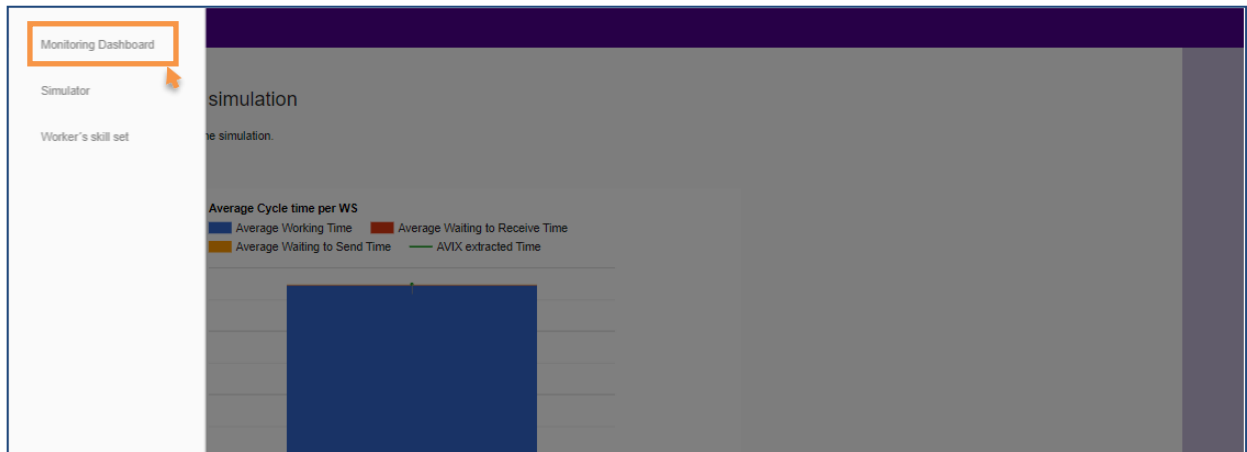 Monitoring Dashboard
Simulator
Worker´s skill set
simulation
simulation.
Average Cycle time per WS
Average Working Time Average Waiting to Receive Time
Average Waiting to Send Time AVIX extracted Time